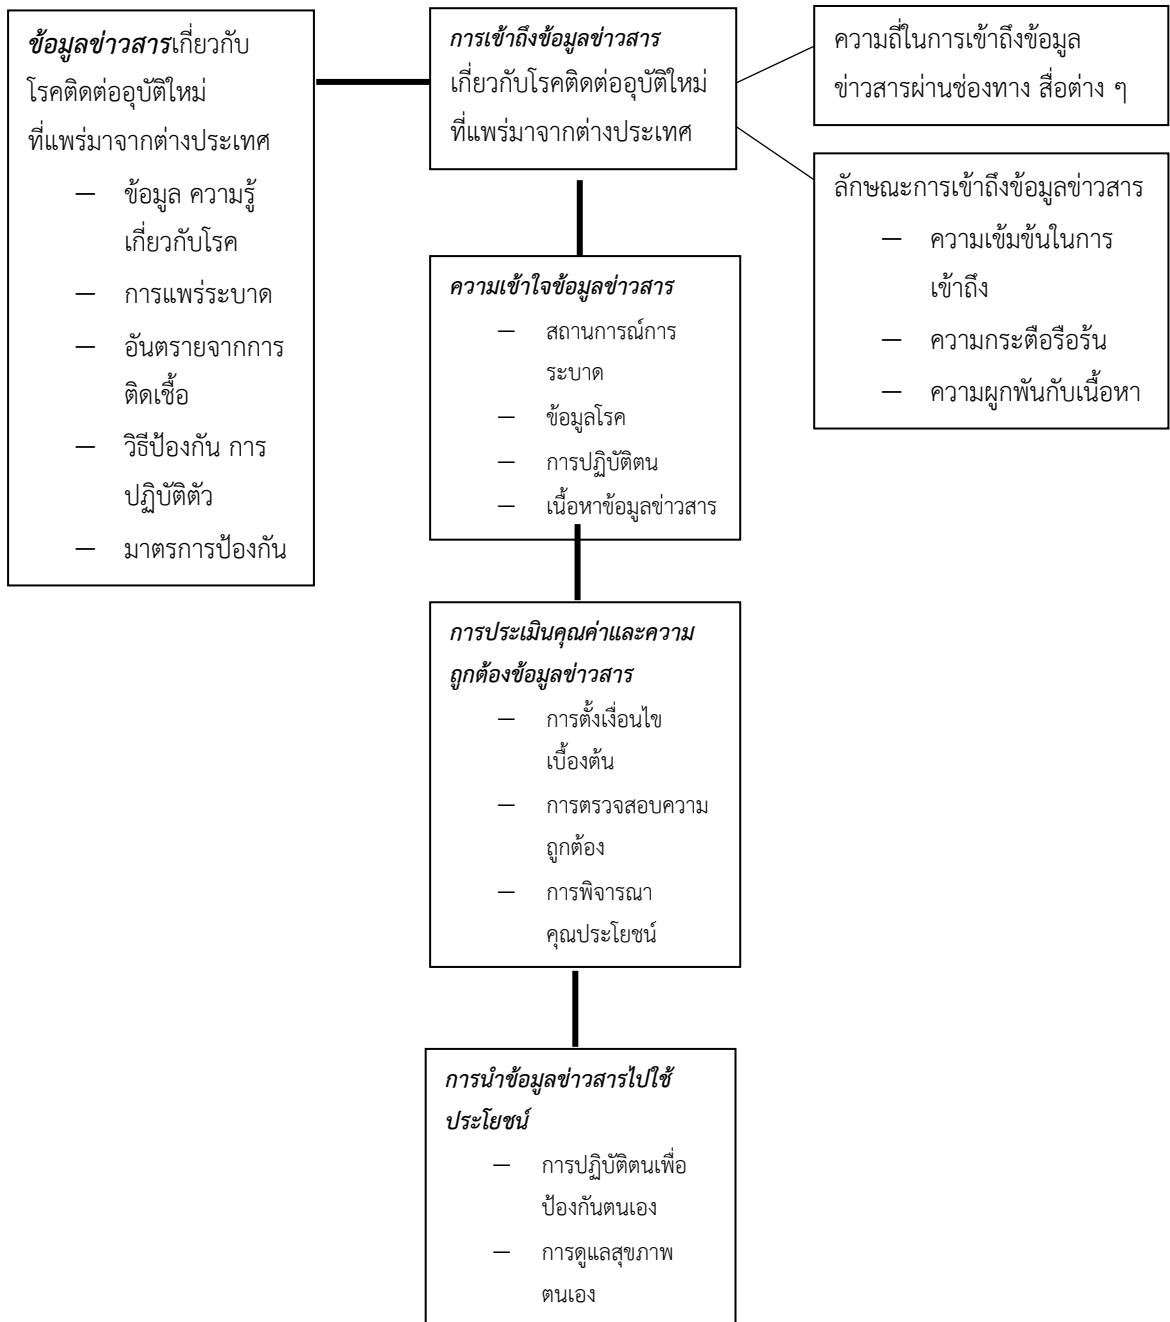 ข้อมูลข่าวสารเกี่ยวกับ
โรคติดต่ออุบัติใหม่
ที่แพร่มาจากต่างประเทศ
— ข้อมูล ความรู้
เกี่ยวกับโรค
— การแพร่ระบาด
— อันตรายจากการ
ติดเชื้อ
— วิธีป้องกัน การ
ปฏิบัติตัว
— มาตรการป้องกัน
การเข้าถึงข้อมูลข่าวสาร
เกี่ยวกับโรคติดต่ออุบัติใหม่
ที่แพร่มาจากต่างประเทศ
ความถี่ในการเข้าถึงข้อมูล
ข่าวสารผ่านช่องทาง สื่อต่าง ๆ
ลักษณะการเข้าถึงข้อมูลข่าวสาร
— ความเข้มข้นในการ
เข้าถึง
— ความกระตือรือร้น
— ความผูกพันกับเนื้อหา
ความเข้าใจข้อมูลข่าวสาร
— สถานการณ์การ
ระบาด
— ข้อมูลโรค
— การปฏิบัติตน
— เนื้อหาข้อมูลข่าวสาร
การประเมินคุณค่าและความ
ถูกต้องข้อมูลข่าวสาร
— การตั้งเงื่อนไข
เบื้องต้น
— การตรวจสอบความ
ถูกต้อง
— การพิจารณา
คุณประโยชน์
การนำข้อมูลข่าวสารไปใช้
ประโยชน์
— การปฏิบัติตนเพื่อ
ป้องกันตนเอง
— การดูแลสุขภาพ
ตนเอง